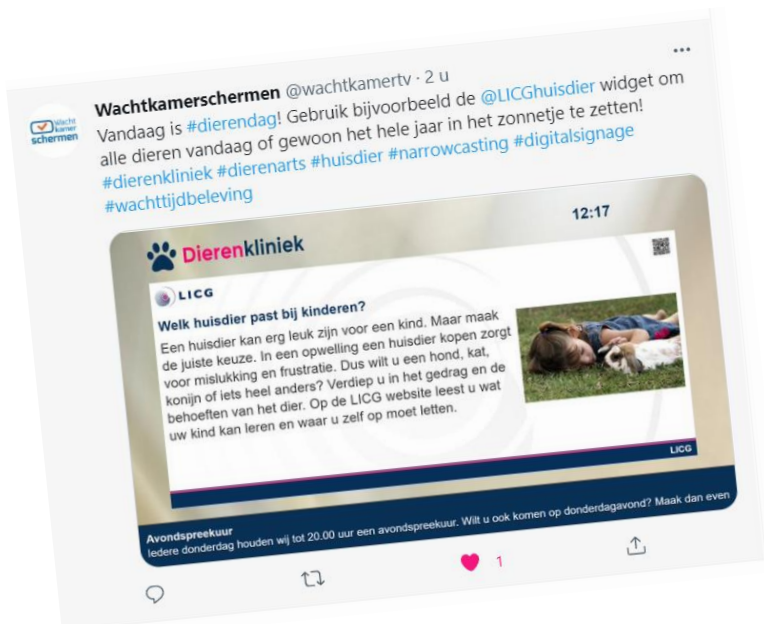 Wachtkamerschermen @wachtkamertv · 2 u
Wacht
kamer
schermen
Vandaag is #dierendag! Gebruik bijvoorbeeld de @LICGhuisdier widget om
alle dieren vandaag of gewoon het hele jaar in het zonnetje te zetten!
#dierenkliniek #dierenarts #huisdier #narrowcasting #digitalsignage
#wachttijdbeleving
Dierenkliniek
12:17
LICG
Welk huisdier past bij kinderen?
Een huisdier kan erg leuk zijn voor een kind. Maar maak
de juiste keuze. In een opwelling een huisdier kopen zorgt
voor mislukking en frustratie. Dus wilt u een hond, kat,
konijn of iets heel anders? Verdiep u in het gedrag en de
behoeften van het dier. Op de LICG website leest u wat
uw kind kan leren en waar u zelf op moet letten.
LICG
Avondspreekuur
Iedere donderdag houden wij tot 20.00 uur een avondspreekuur. Wilt u ook komen op donderdagavond? Maak dan even
1